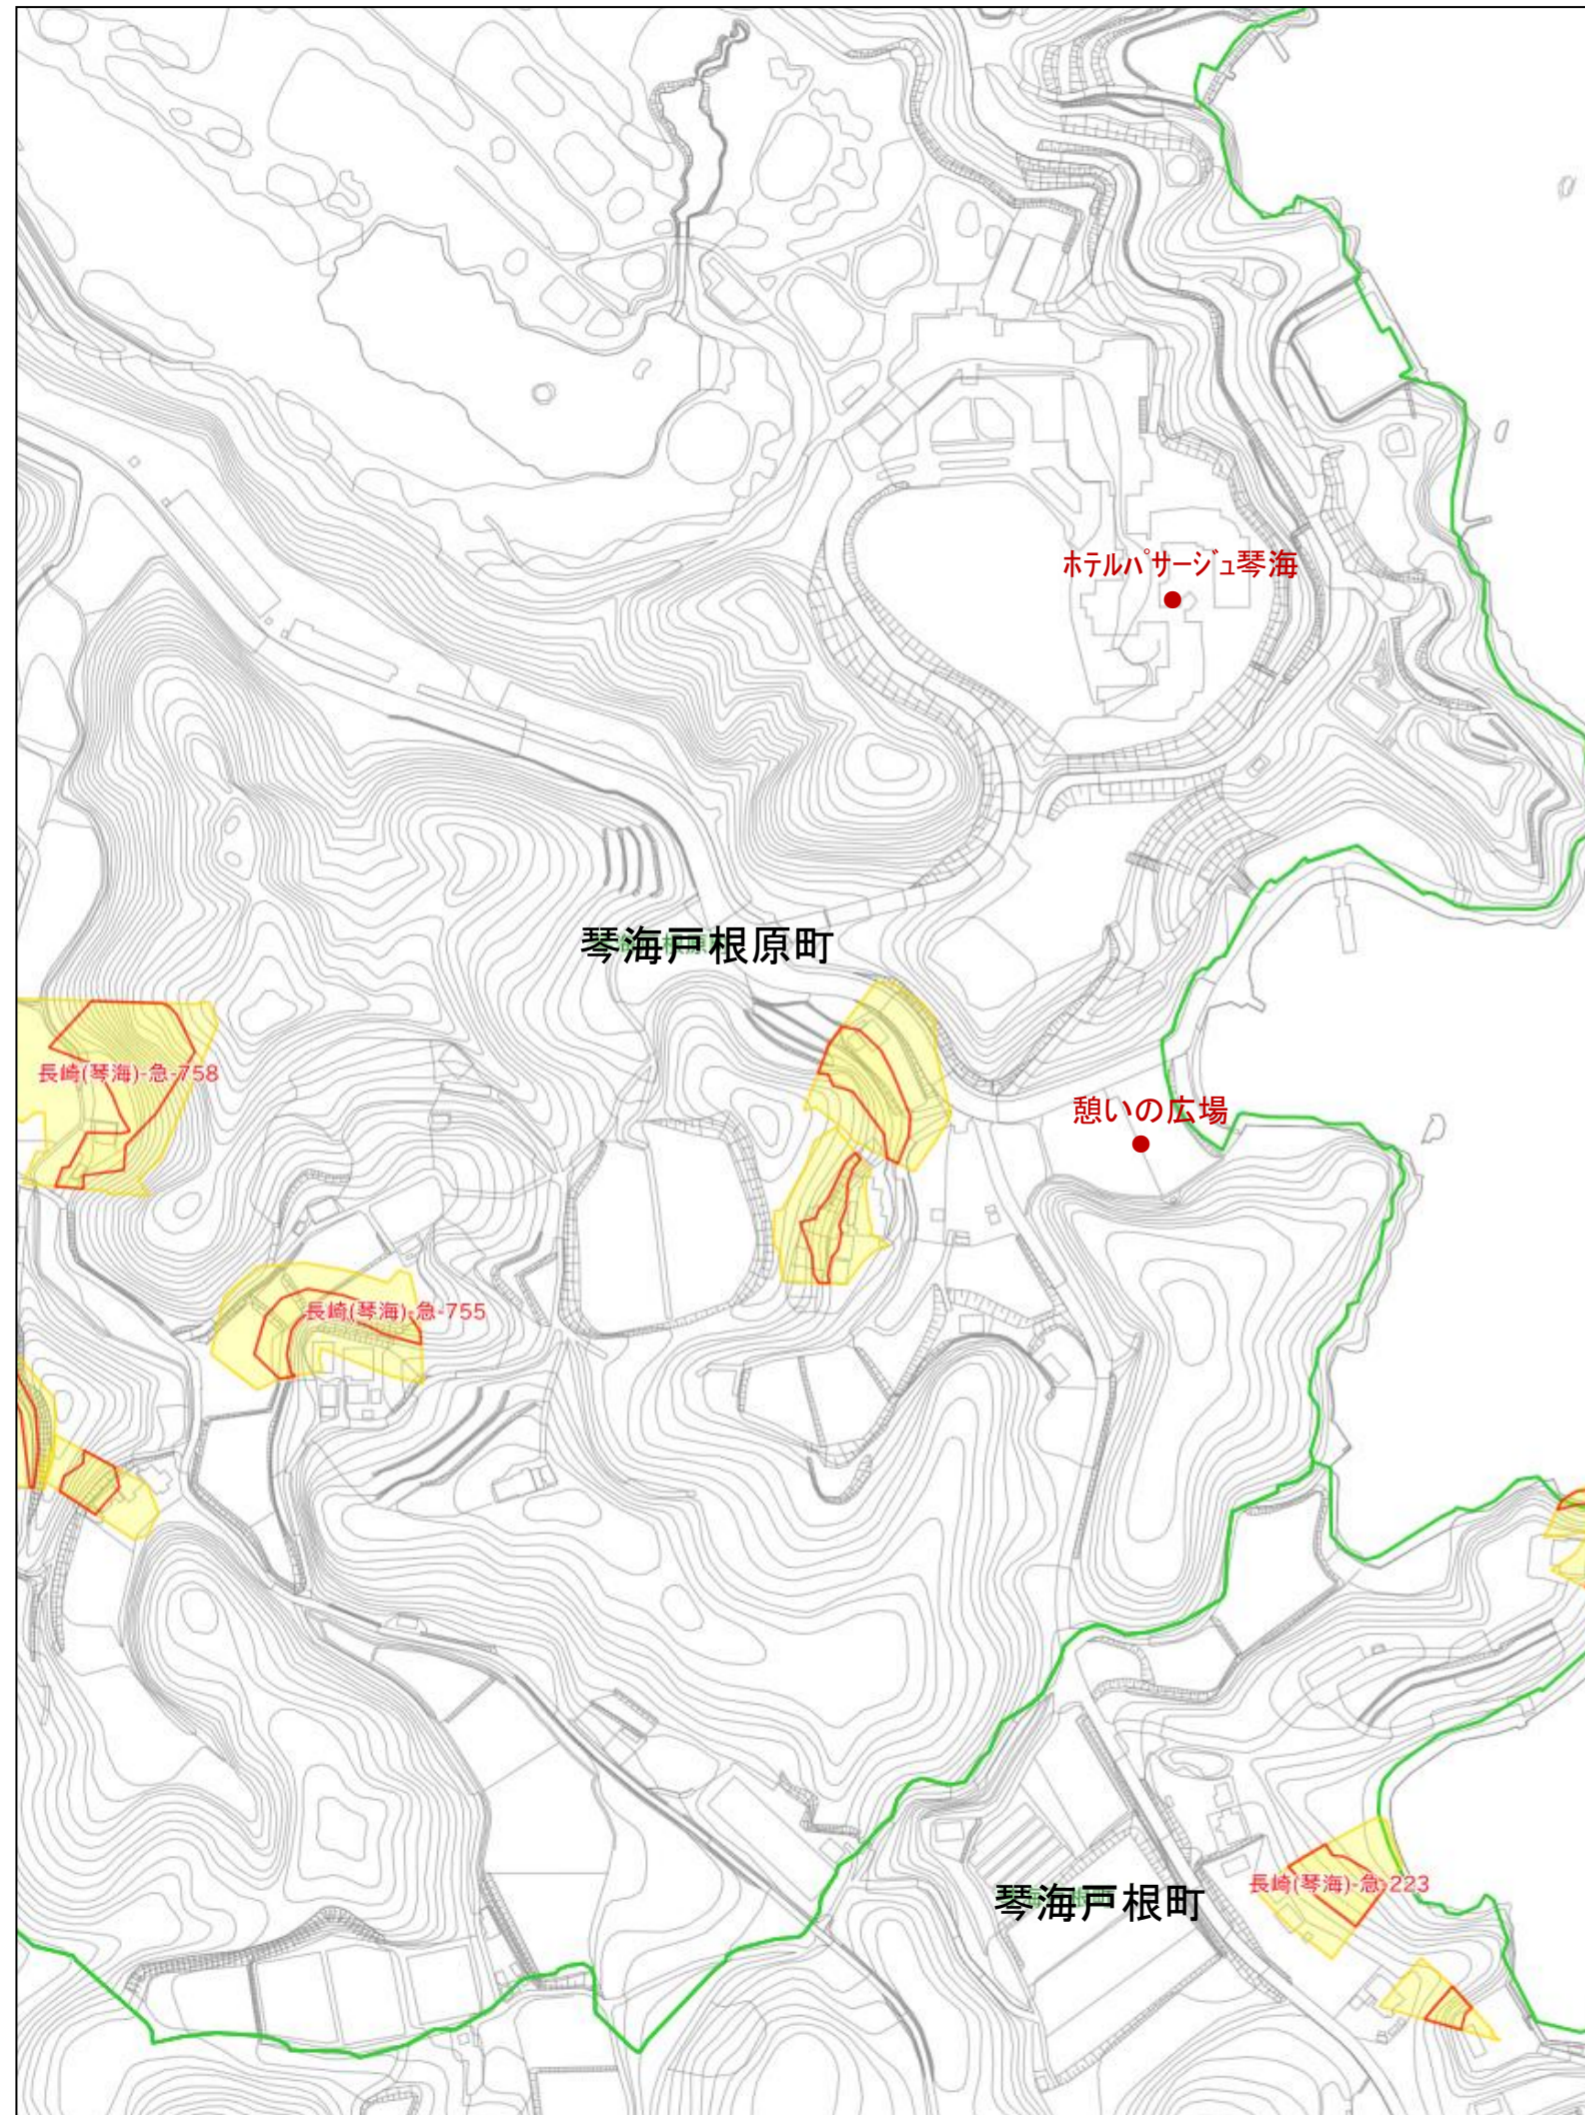 ホテルパサージュ琴海
琴海戸根原町
長崎(琴海)-急-758
憩いの広場
長崎(琴海)-急-755
長崎(琴海)-急-223
琴海戸根町